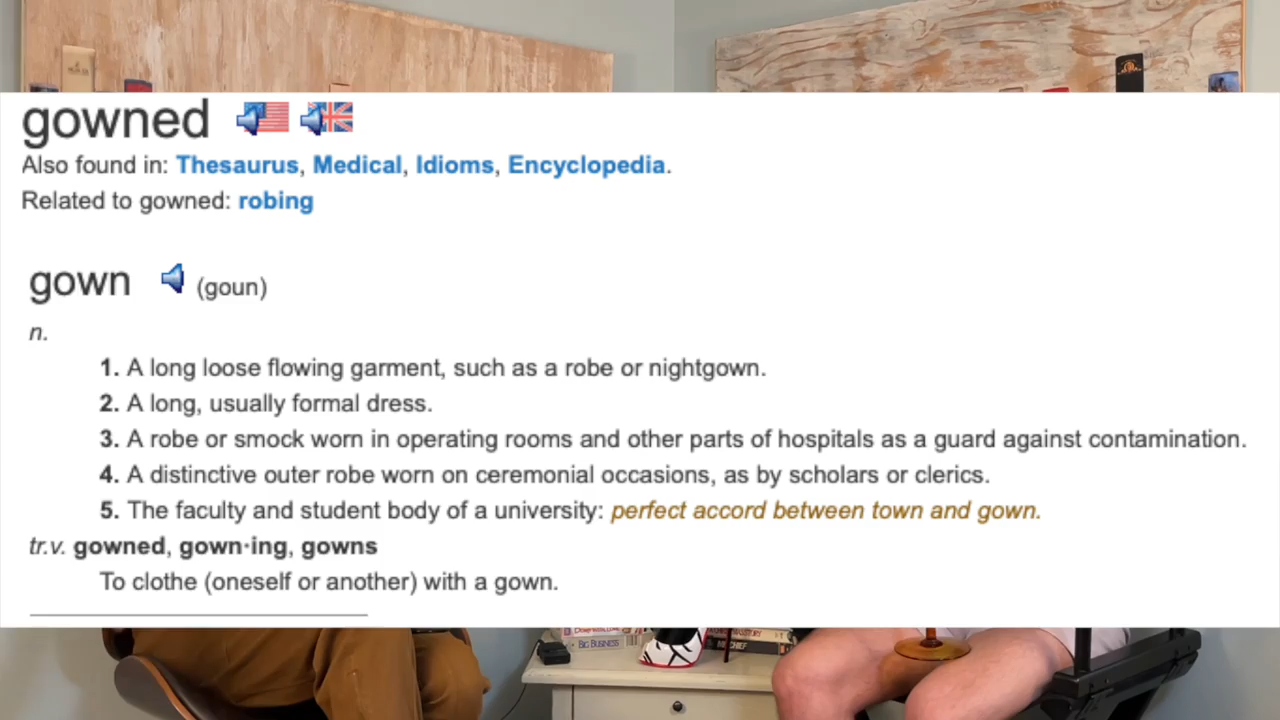 gowned
Also found in: Thesaurus, Medical, Idioms, Encyclopedia.
Related to gowned: robing
gown (goun)
n.
1. A long loose flowing garment, such as a robe or nightgown.
2. A long, usually formal dress.
3. A robe or smock worn in operating rooms and other parts of hospitals as a guard against contamination.
4. A distinctive outer robe worn on ceremonial occasions, as by scholars or clerics.
5. The faculty and student body of a university: perfect accord between town and gown.
tr.v. gowned, gown·ing, gowns
To clothe (oneself or another) with a gown.
BIG BUSINESS